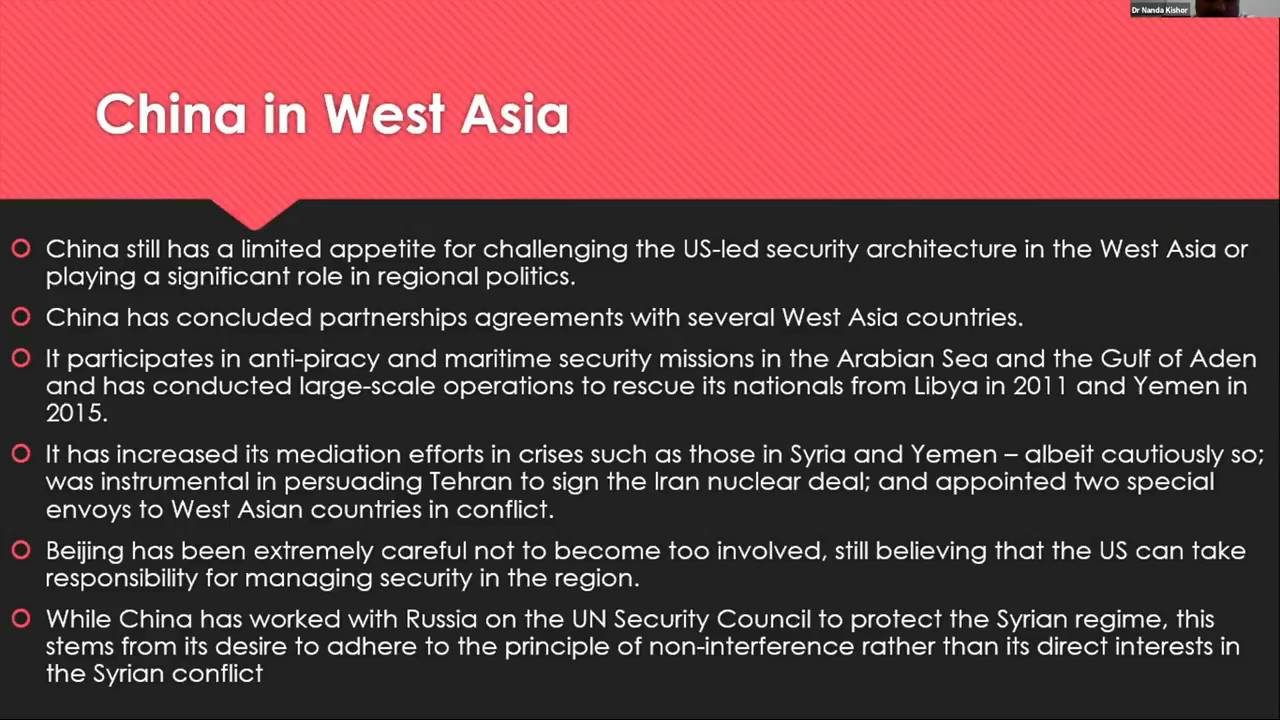 Dr Nanda Kishor
China in West Asia
China still has a limited appetite for challenging the US-led security architecture in the West Asia or
playing a significant role in regional politics.
China has concluded partnerships agreements with several West Asia countries.
It participates in anti-piracy and maritime security missions in the Arabian Sea and the Gulf of Aden
and has conducted large-scale operations to rescue its nationals from Libya in 2011 and Yemen in
2015.
It has increased its mediation efforts in crises such as those in Syria and Yemen – albeit cautiously so;
was instrumental in persuading Tehran to sign the Iran nuclear deal; and appointed two special
envoys to West Asian countries in conflict.
Beijing has been extremely careful not to become too involved, still believing that the US can take
responsibility for managing security in the region.
While China has worked with Russia on the UN Security Council to protect the Syrian regime, this
stems from its desire to adhere to the principle of non-interference rather than its direct interests in
the Syrian conflict